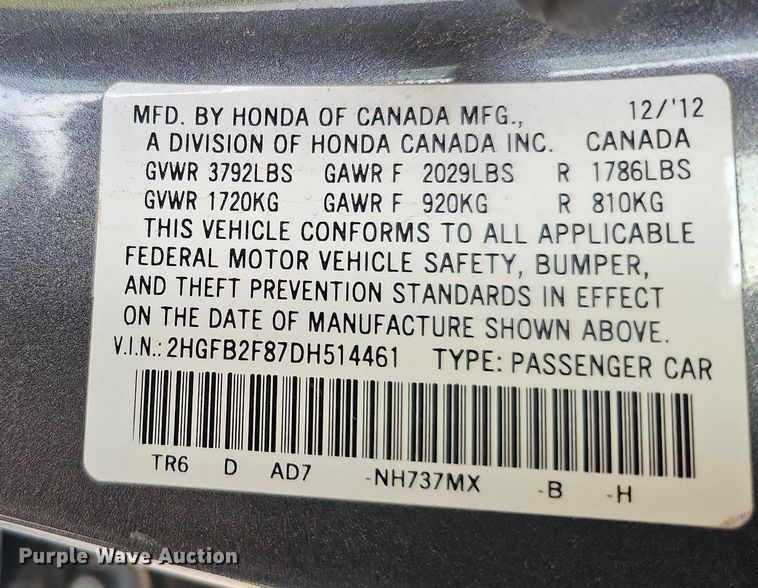 MFD. BY HONDA OF CANADA MFG., 12/'12
A DIVISION OF HONDA CANADA INC. CANADA
GVWR 3792LBS GAWR F 2029LBS R 1786LBS
GVWR 1720KG GAWR F 920KG R 810KG
THIS VEHICLE CONFORMS TO ALL APPLICABLE
FEDERAL MOTOR VEHICLE SAFETY, BUMPER,
AND THEFT PREVENTION STANDARDS IN EFFECT
ON THE DATE OF MANUFACTURE SHOWN ABOVE.
V.I.N.: 2HGFB2F87DH514461 TYPE: PASSENGER CAR
TR6 D AD7 -NH737MX -B -H
Purple Wave Auction